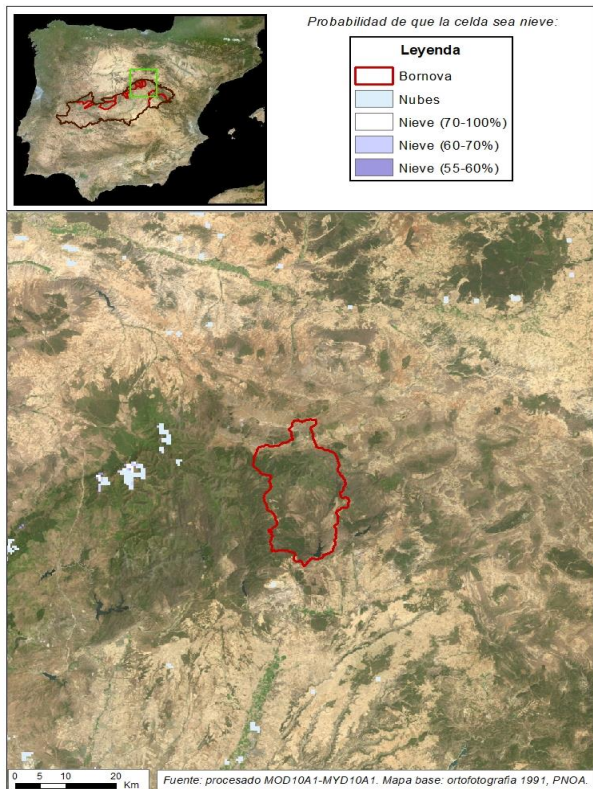 Probabilidad de que la celda sea nieve:
Leyenda
Bornova
Nubes
Nieve (70-100%)
Nieve (60-70%)
Nieve (55-60%)
0 5 10 20
Km
Fuente: procesado MOD10A1-MYD10A1. Mapa base: ortofotografia 1991, PNOA.